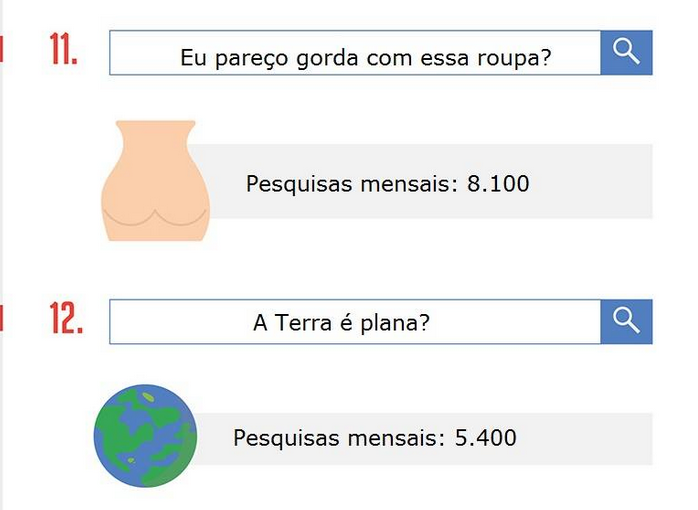 11.
Eu pareço gorda com essa roupa?
Pesquisas mensais: 8.100
12.
A Terra é plana?
Pesquisas mensais: 5.400